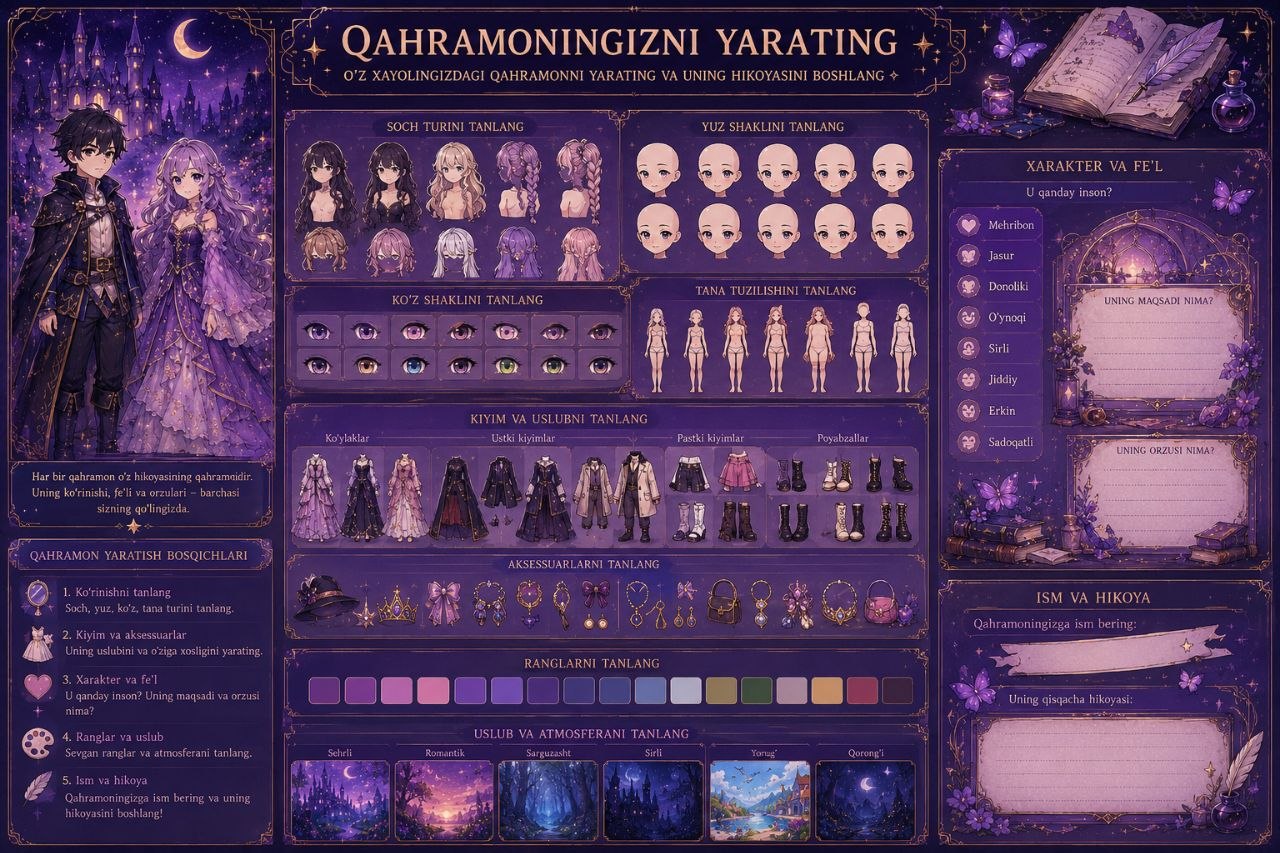 QAHRAMONINGIZNI YARATING
O'Z XAYOLINGIZDAGI QAHRAMONNI YARATING VA UNING HIKOYASINI BOSHLANG
Har bir qahramon o'z hikoyasining qahramonidir.
Uning ko'rinishi, fe'li va orzulari – barchasi
sizning qo'lingizda.
QAHRAMON YARATISH BOSQICHLARI
1. Ko'rinishni tanlang
Soch, yuz, ko'z, tana turini tanlang.
2. Kiyim va aksessuarlar
Uning uslubini va o'ziga xosligini yarating.
3. Xarakter va fe'l
U qanday inson? Uning maqsadi va orzusi
nima?
4. Ranglar va uslub
Sevgan ranglar va atmosferani tanlang.
5. Ism va hikoya
Qahramoningizga ism bering va uning
hikoyasini boshlang!
SOCH TURINI TANLANG
YUZ SHAKLINI TANLANG
KO'Z SHAKLINI TANLANG
TANA TUZILISHINI TANLANG
KIYIM VA USLUBNI TANLANG
Ko'ylaklar
Ustki kiyimlar
Pastki kiyimlar
Poyabzallar
AKSESSUARLARNI TANLANG
RANGLARNI TANLANG
USLUB VA ATMOSFERANI TANLANG
Sehrli
Romantik
Sarguzasht
Sirli
Qorong'i
XARAKTER VA FE'L
U qanday inson?
Mehribon
Jasur
Donoliki
O'ynoqi
Sirli
Jiddiy
Erkin
Sadoqatli
UNING MAQSADI NIMA?
UNING ORZUSI NIMA?
ISM VA HIKOYA
Qahramoningizga ism bering:
Uning qisqacha hikoyasi: